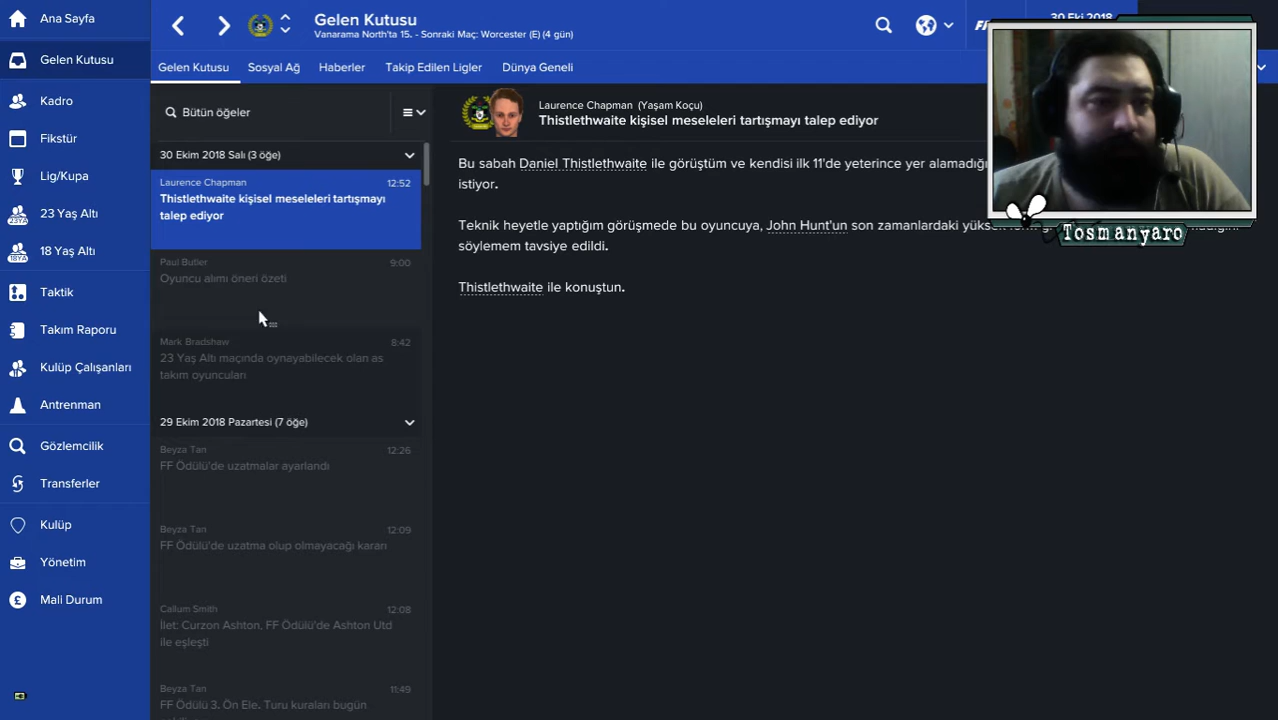 Ana Sayfa
Gelen Kutusu
Kadro
Fikstür
Lig/Kupa
23 Yaş Altı
18 Yaş Altı
Taktik
Takım Raporu
Kulüp Çalışanları
Antrenman
Gözlemcilik
Transferler
Kulüp
Yönetim
Mali Durum
Gelen Kutusu
Vanarama North'ta 15. - Sonraki Maç: Worcester (E) (4 gün)
30 Eki 2018
Gelen Kutusu Sosyal Ağ Haberler Takip Edilen Ligler Dünya Geneli
Bütün öğeler
30 Ekim 2018 Salı (3 öğe)
Laurence Chapman 12:52
Thistlethwaite kişisel meseleleri tartışmayı
talep ediyor
Paul Butler 9:00
Oyuncu alımı öneri özeti
Mark Bradshaw 8:42
23 Yaş Altı maçında oynayabilecek olan as
takım oyuncuları
29 Ekim 2018 Pazartesi (7 öğe)
Beyza Tan 12:26
FF Ödülü'de uzatmalar ayarlandı
Beyza Tan 12:09
FF Ödülü'de uzatma olup olmayacağı kararı
Callum Smith 12:08
İlet: Curzon Ashton, FF Ödülü'de Ashton Utd
ile eşleşti
Beyza Tan 11:49
FF Ödülü 3. Ön Ele. Turu kuraları bugün
Laurence Chapman (Yaşam Koçu)
Thistlethwaite kişisel meseleleri tartışmayı talep ediyor
Bu sabah Daniel Thistlethwaite ile görüştüm ve kendisi ilk 11'de yeterince yer
istiyor.
Teknik heyetle yaptığım görüşmede bu oyuncuya, John Hunt'un son zamanlardaki
söylemem tavsiye edildi.
Thistlethwaite ile konuştun.
Tosmanyaro